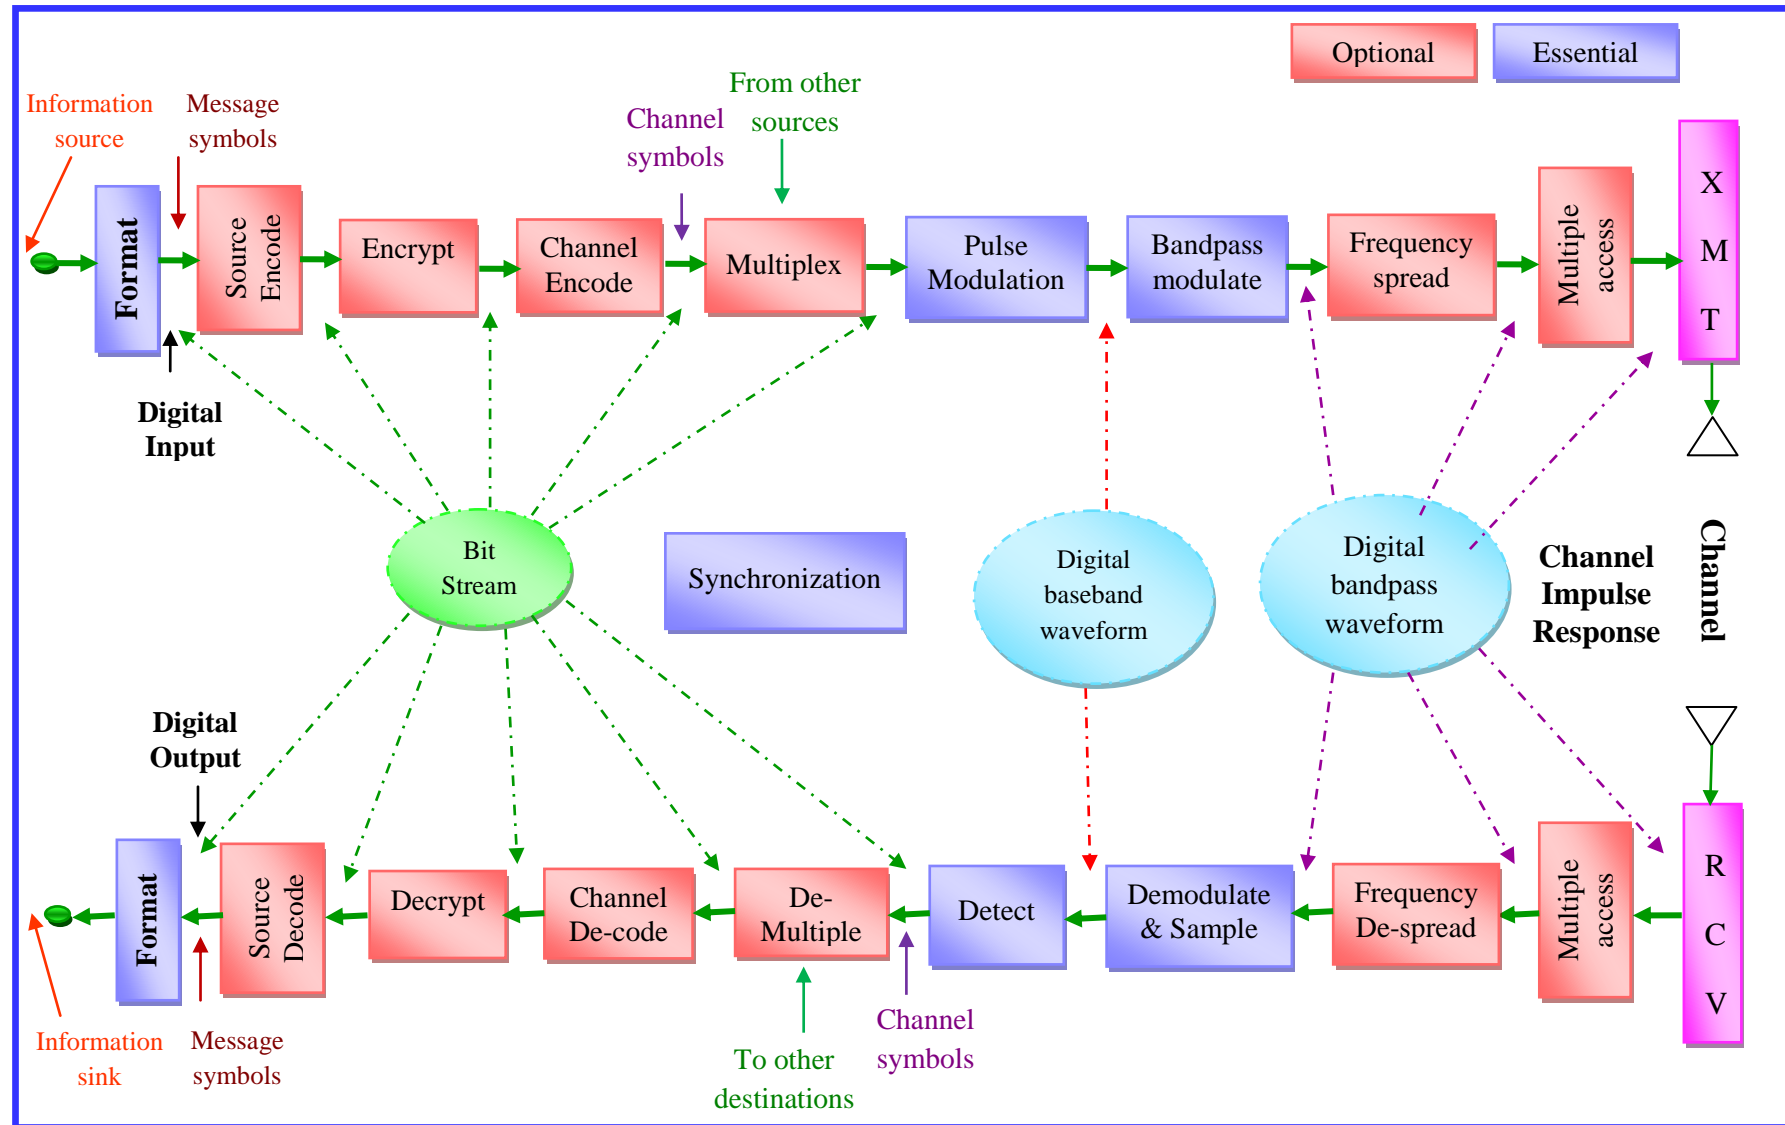 Optional
Essential
Information
source
Message
symbols
Channel
symbols
From other
sources
Format
Source
Encode
Encrypt
Channel
Encode
Multiplex
Pulse
Modulation
Bandpass
modulate
Frequency
spread
Multiple
access
X
M
T
Digital
Input
Bit
Stream
Synchronization
Digital
baseband
waveform
Digital
bandpass
waveform
Channel
Impulse
Response
Channel
Digital
Output
Format
Source
Decode
Decrypt
Channel
De-code
De-
Multiple
Detect
Demodulate
& Sample
Frequency
De-spread
Multiple
access
R
C
V
Information
sink
Message
symbols
To other
destinations
Channel
symbols